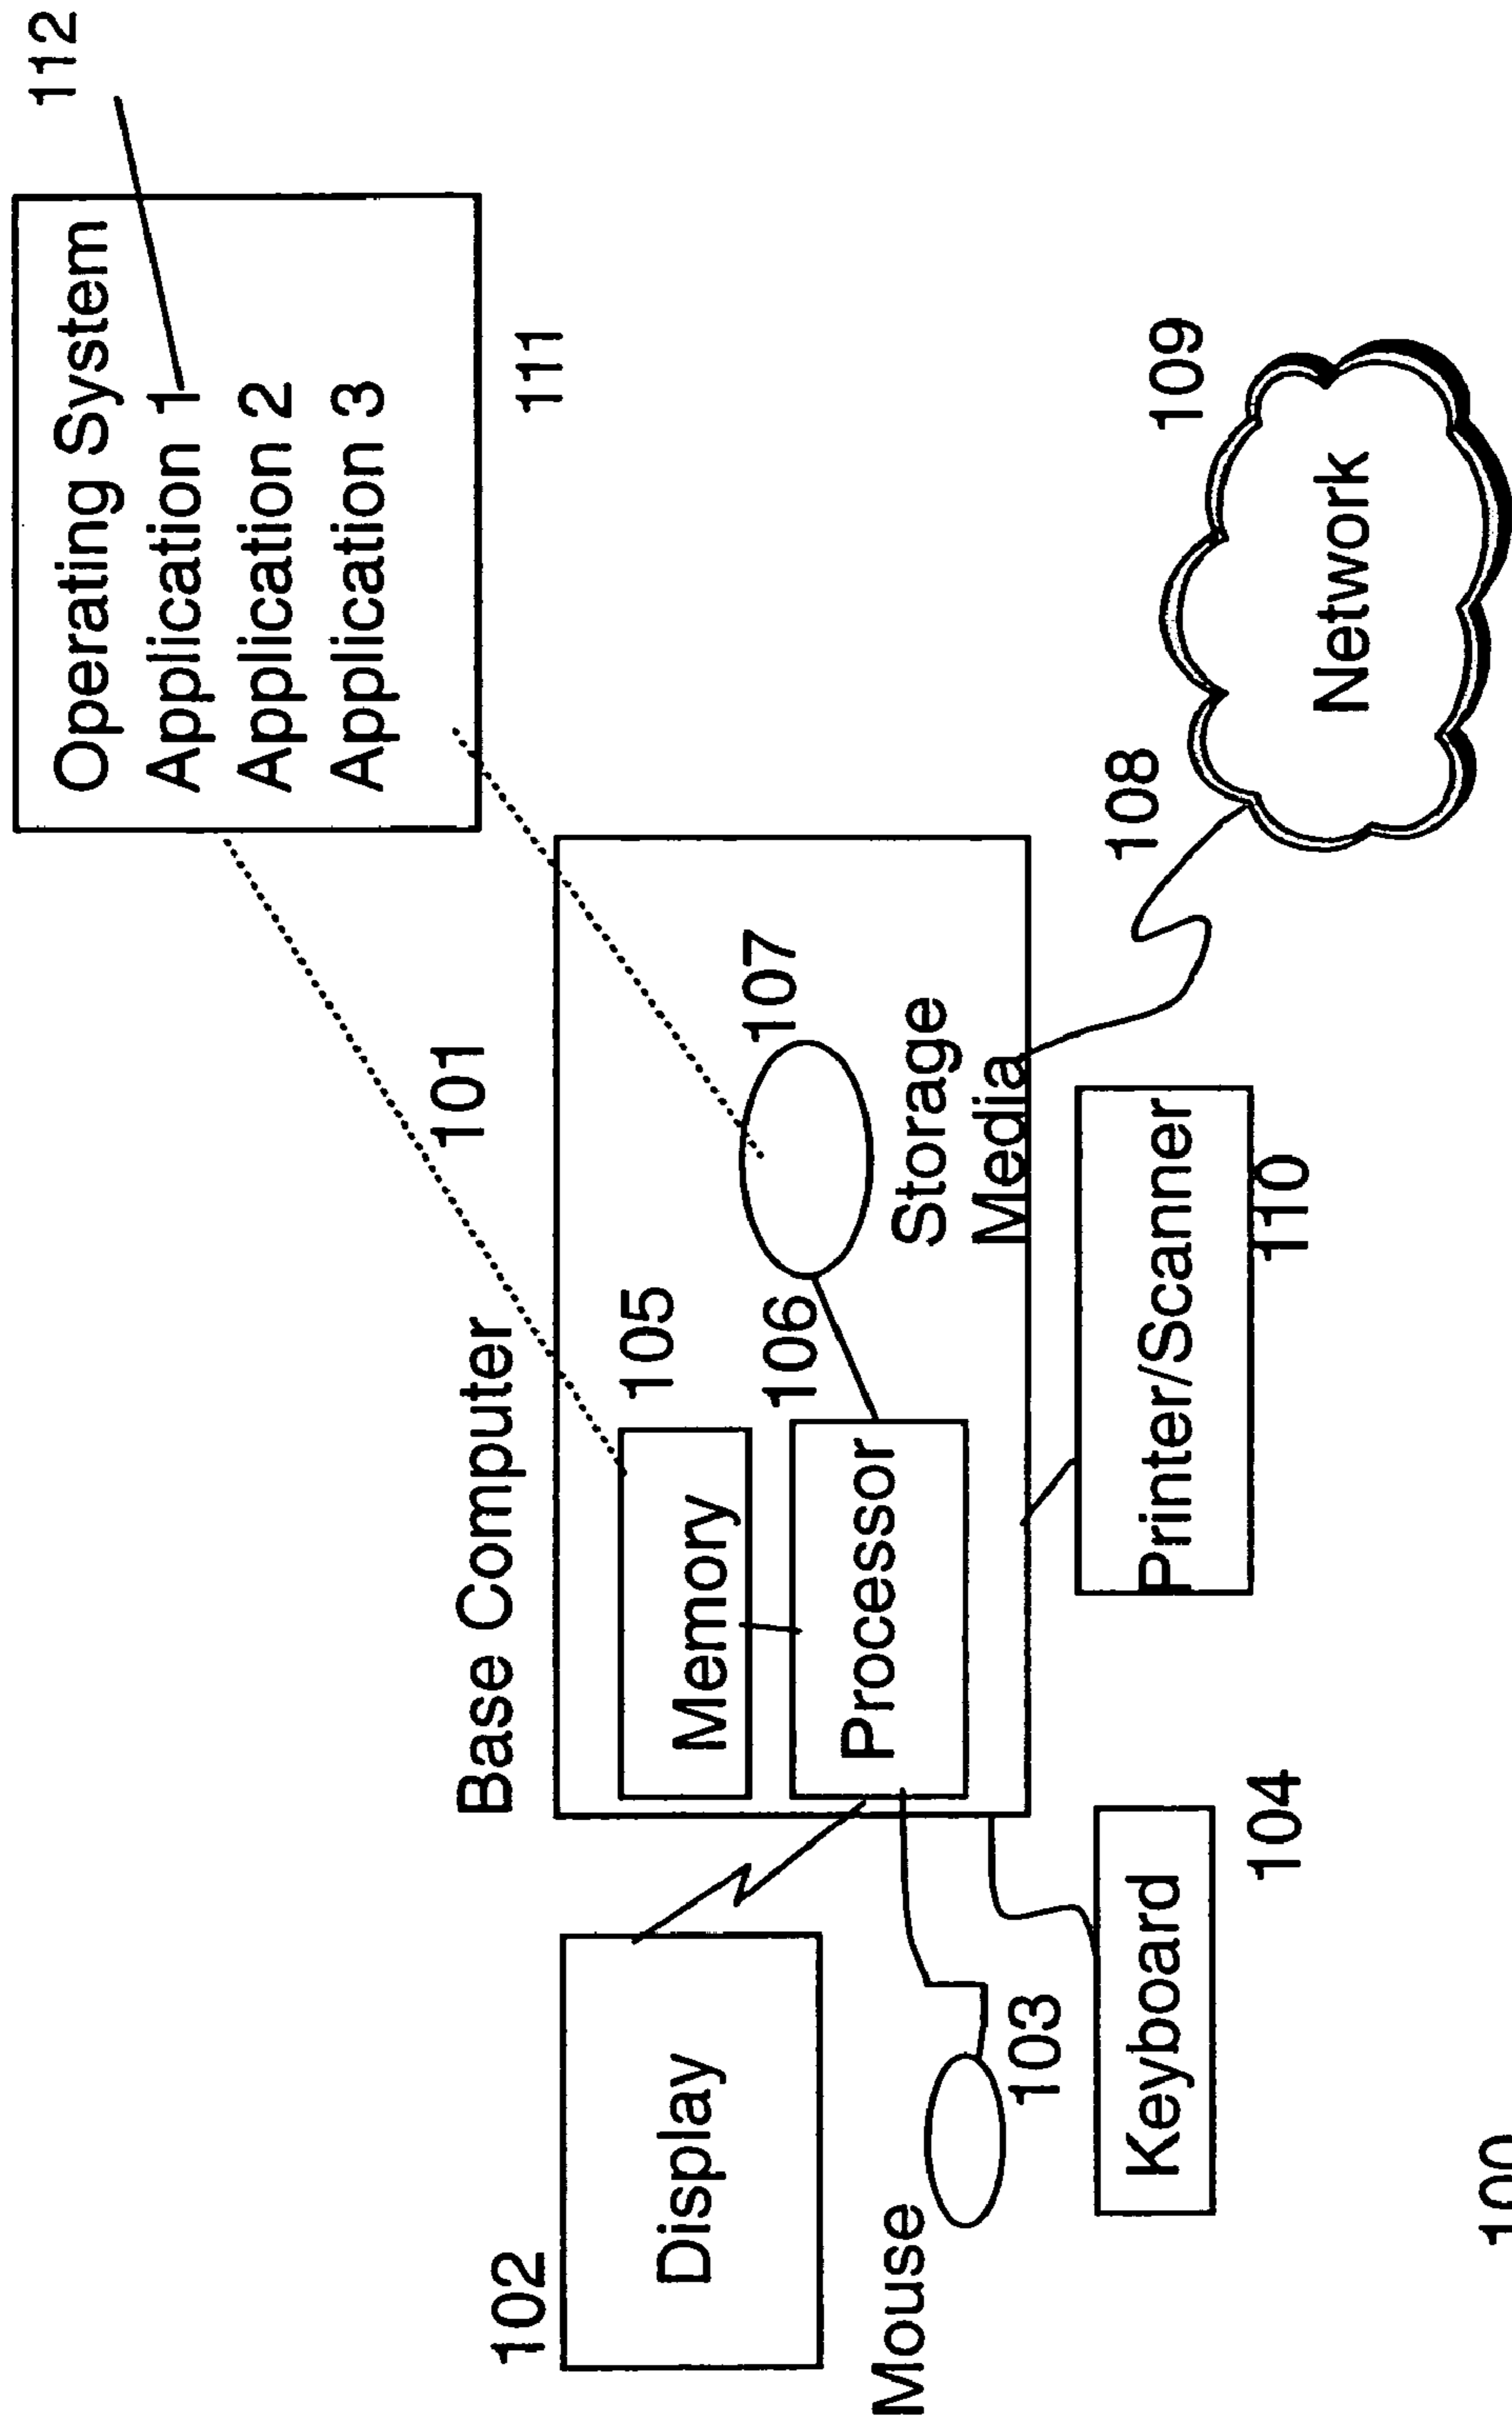 112
Operating System
Application 1
Application 2
Application 3
111
Base Computer
101
102
Display
Memory
105
Processor
106
107
Storage
Media
Mouse
103
Keyboard
104
Printer/Scanner
110
108
109
Network
100